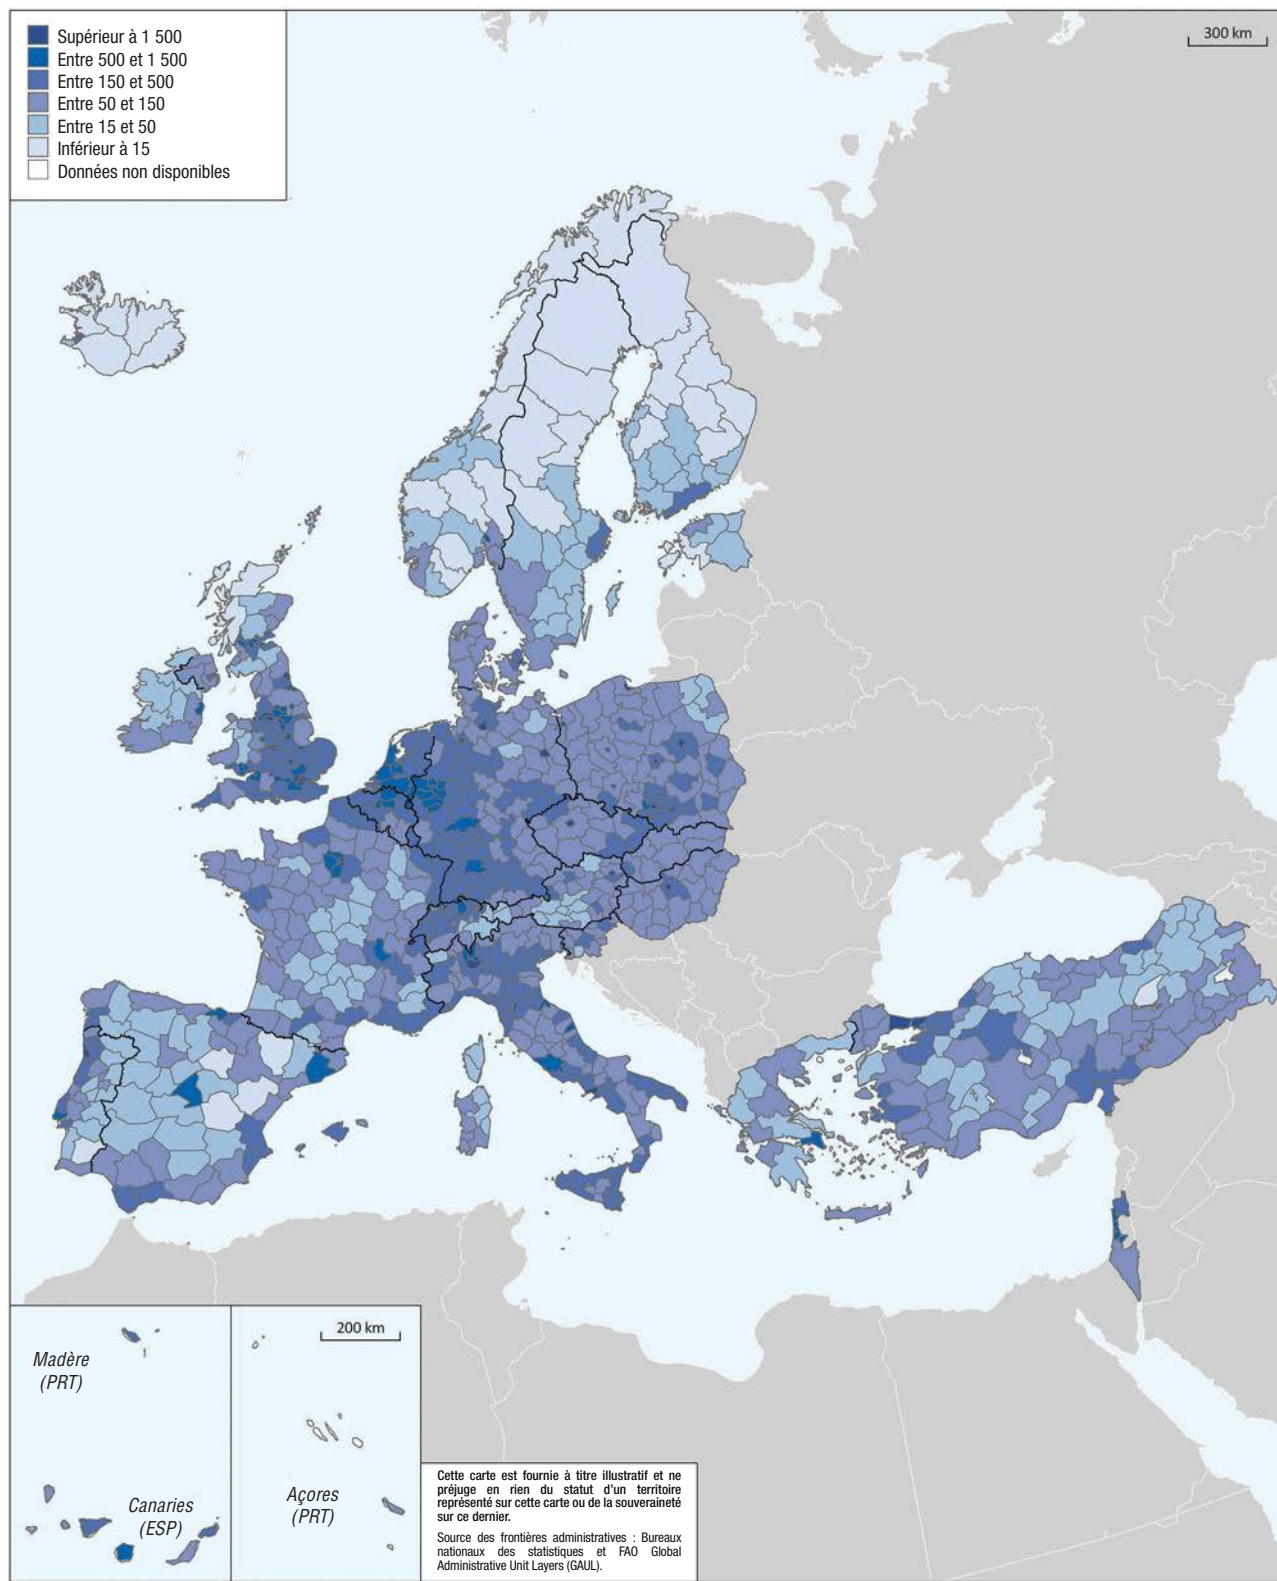 Supérieur à 1 500
Entre 500 et 1 500
Entre 150 et 500
Entre 50 et 150
Entre 15 et 50
Inférieur à 15
Données non disponibles
300 km
200 km
Madère
(PRT)
Canaries
(ESP)
Açores
(PRT)
Cette carte est fournie à titre illustratif et ne
préjuge en rien du statut d'un territoire
représenté sur cette carte ou de la souveraineté
sur ce dernier.
Source des frontières administratives : Bureaux
nationaux des statistiques et FAO Global
Administrative Unit Layers (GAUL).